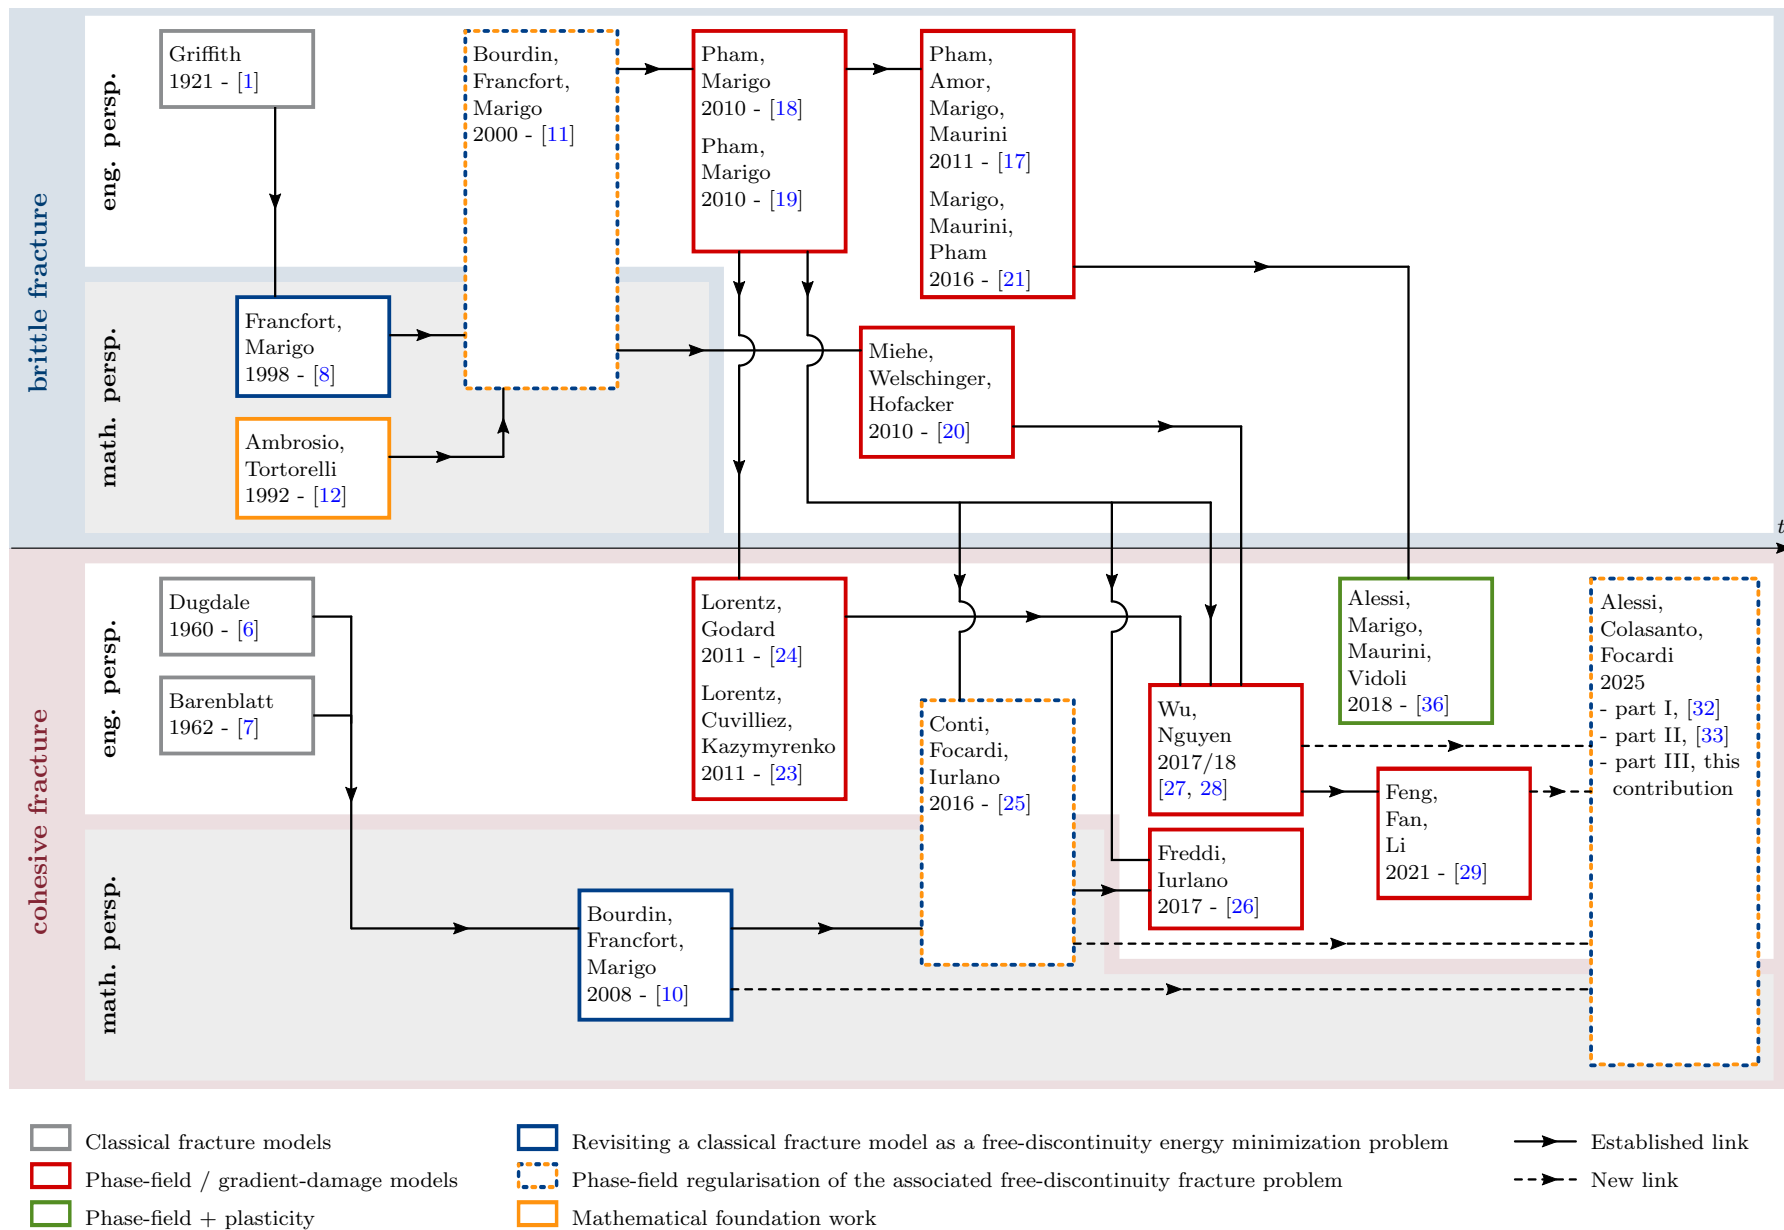 brittle fracture
eng. persp.
math. persp.
Griffith
1921 - [1]
Bourdin,
Francfort,
Marigo
2000 - [11]
Pham,
Marigo
2010 - [18]
Pham,
Marigo
2010 - [19]
Pham,
Amor,
Marigo,
Maurini
2011 - [17]
Marigo,
Maurini,
Pham
2016 - [21]
Francfort,
Marigo
1998 - [8]
Ambrosio,
Tortorelli
1992 - [12]
Miehe,
Welschinger,
Hofacker
2010 - [20]
t
cohesive fracture
eng. persp.
math. persp.
Dugdale
1960 - [6]
Barenblatt
1962 - [7]
Lorentz,
Godard
2011 - [24]
Lorentz,
Cuvilliez,
Kazymyrenko
2011 - [23]
Conti,
Focardi,
Iurlano
2016 - [25]
Wu,
Nguyen
2017/18
[27, 28]
Alessi,
Marigo,
Maurini,
Vidoli
2018 - [36]
Alessi,
Colasanto,
Focardi
2025
- part I, [32]
- part II, [33]
- part III, this
contribution
Feng,
Fan,
Li
2021 - [29]
Freddi,
Iurlano
2017 - [26]
Bourdin,
Francfort,
Marigo
2008 - [10]
Classical fracture models
Phase-field / gradient-damage models
Phase-field + plasticity
Revisiting a classical fracture model as a free-discontinuity energy minimization problem
Phase-field regularisation of the associated free-discontinuity fracture problem
Mathematical foundation work
Established link
New link